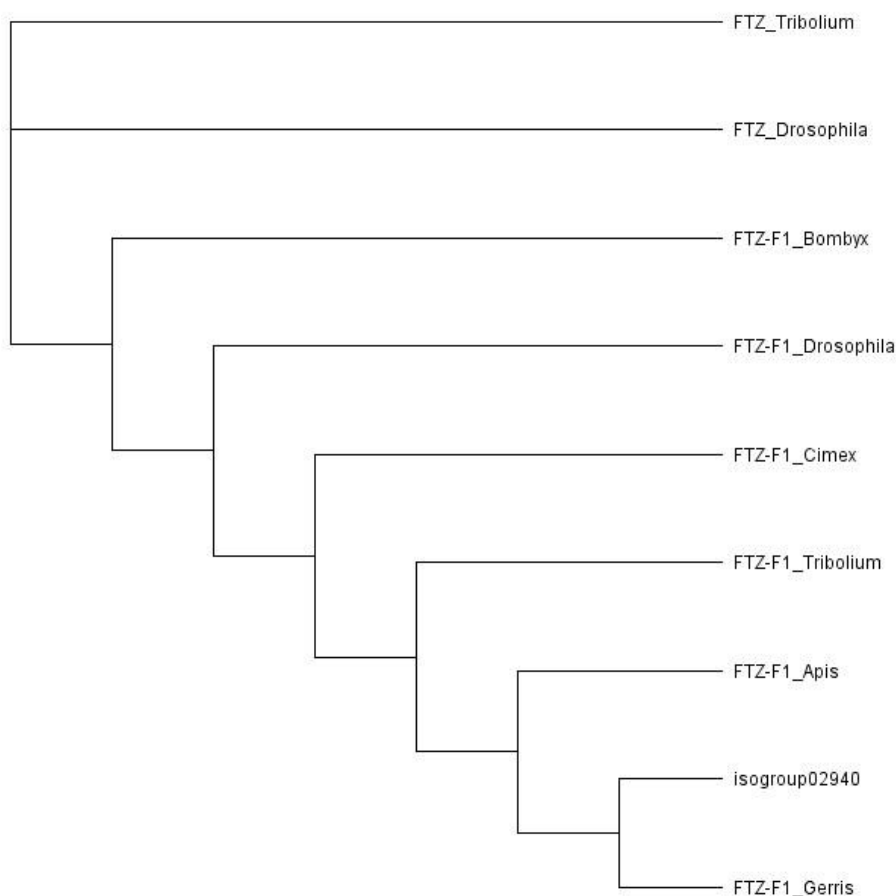 FTZ_Tribolium
FTZ_Drosophila
FTZ-F1_Bombyx
FTZ-F1_Drosophila
FTZ-F1_Cimex
FTZ-F1_Tribolium
FTZ-F1_Apis
isogroup02940
FTZ-F1_Gerris